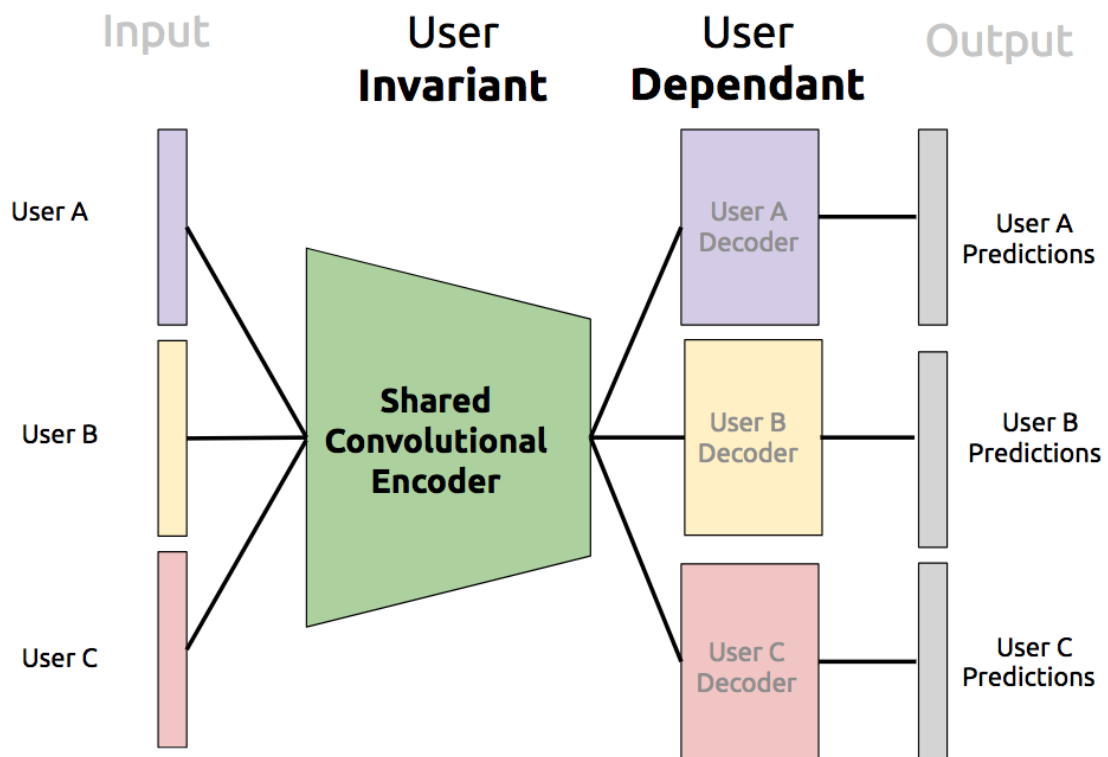 Input
User
Invariant
User
Dependant
Output
User A
User A
Decoder
User A
Predictions
User B
Shared
Convolutional
Encoder
User B
Decoder
User B
Predictions
User C
User C
Decoder
User C
Predictions